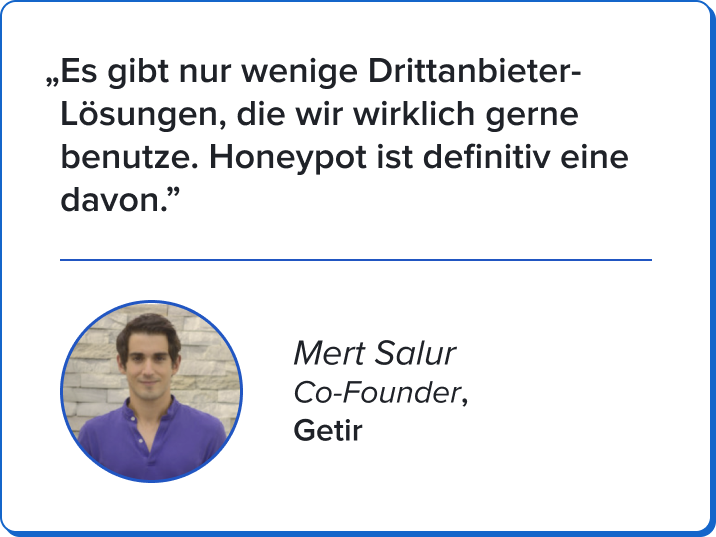 „Es gibt nur wenige Drittanbieter-
Lösungen, die wir wirklich gerne
benutze. Honeypot ist definitiv eine
davon.”
Mert Salur
Co-Founder,
Getir